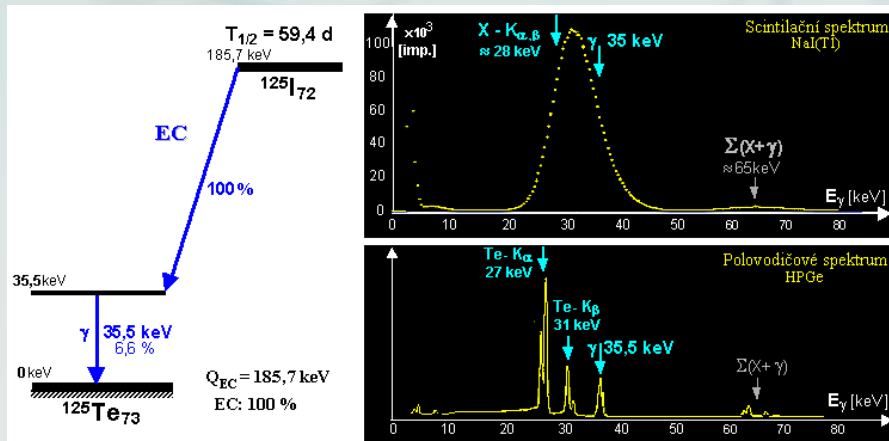 T1/2 = 59,4 d
185,7 keV
125I72
EC
100 %
35,5 keV
γ 35,5 keV
6,6 %
0 keV
125Te73
QEC = 185,7 keV
EC: 100 %
×10³
[imp.]
X - Kα,β
≈ 28 keV
γ 35 keV
Scintilační spektrum
NaI(Tl)
Σ(X+γ)
≈65keV
Eγ [keV]
100
80
60
40
20
0
0 10 20 30 40 50 60 70 80
Te- Kα
27 keV
Te- Kβ
31 keV
γ 35,5 keV
Polovodičové spektrum
HPGe
Σ(X+ γ)
Eγ [keV]
0 10 20 30 40 50 60 70 80